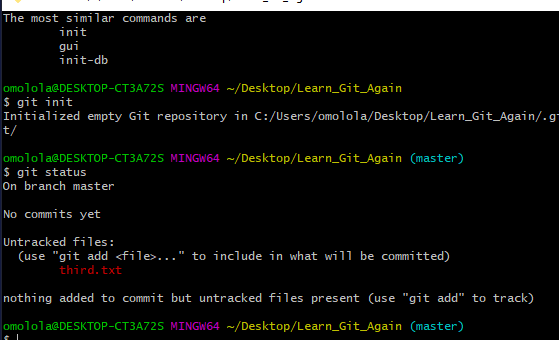 The most similar commands are
init
gui
init-db
omolola@DESKTOP-CT3A72S MINGW64 ~/Desktop/Learn_Git_Again
$ git init
Initialized empty Git repository in C:/Users/omolola/Desktop/Learn_Git_Again/.gi
t/
omolola@DESKTOP-CT3A72S MINGW64 ~/Desktop/Learn_Git_Again (master)
$ git status
On branch master
No commits yet
Untracked files:
(use "git add <file>..." to include in what will be committed)
third.txt
nothing added to commit but untracked files present (use "git add" to track)
omolola@DESKTOP-CT3A72S MINGW64 ~/Desktop/Learn_Git_Again (master)
$